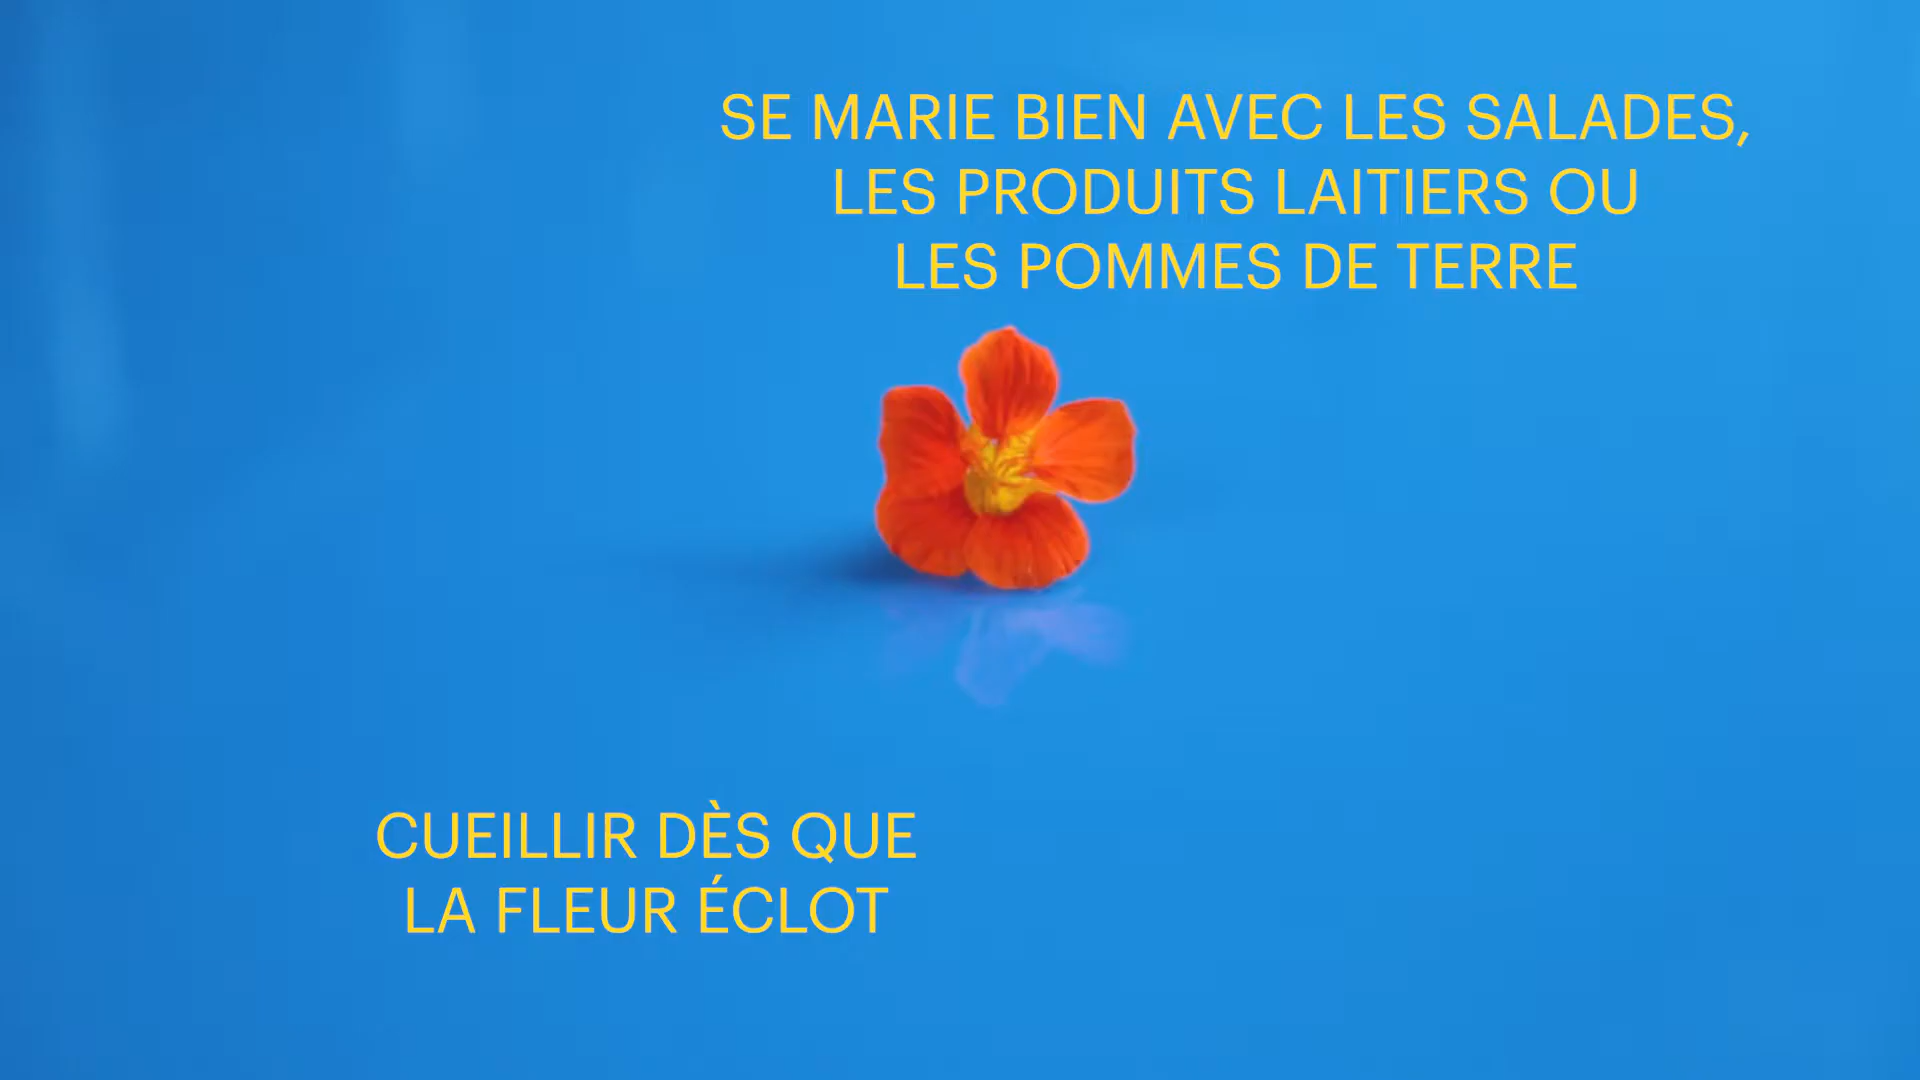 SE MARIE BIEN AVEC LES SALADES,
LES PRODUITS LAITIERS OU
LES POMMES DE TERRE
CUEILLIR DÈS QUE
LA FLEUR ÉCLOT